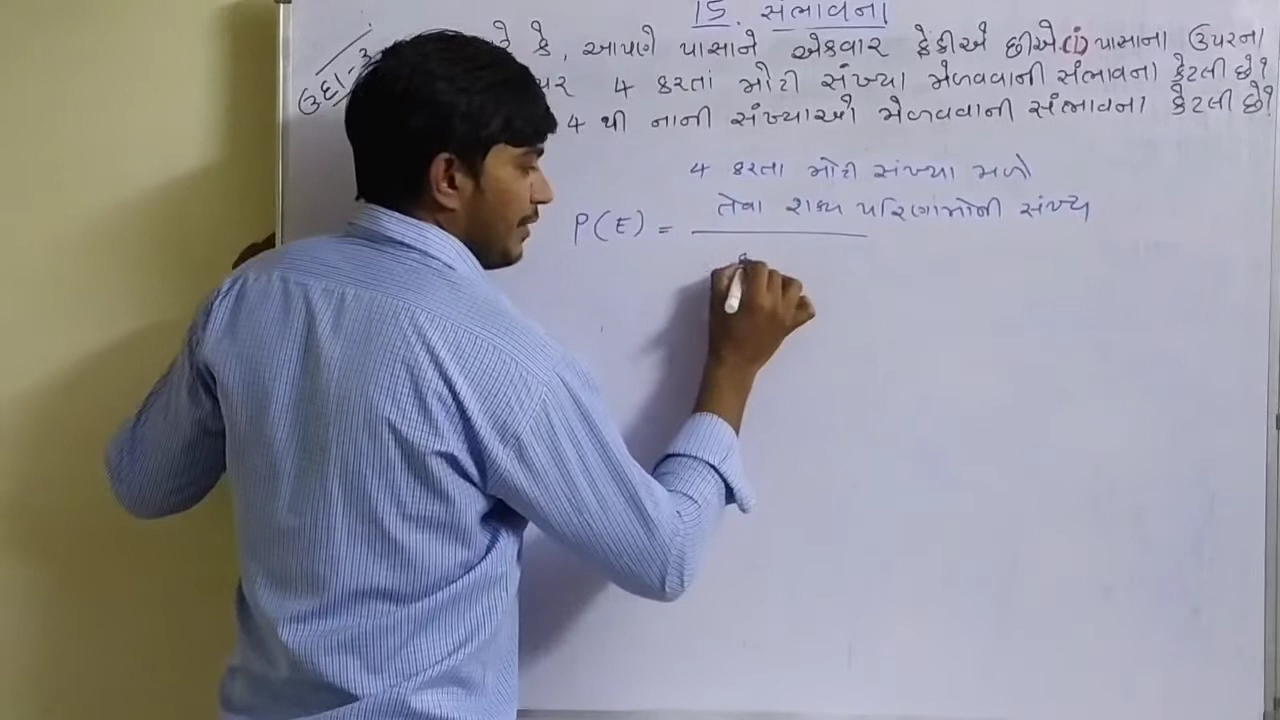 15. સંભાવના
ઉદા-3 કે, આપણે પાસાને એકવાર ફેંકીએ છીએ (i) પાસાના ઉપરના
પર 4 કરતાં મોટી સંખ્યા મેળવવાની સંભાવના કેટલી છે?
4 થી નાની સંખ્યાઓ મેળવવાની સંભાવના કેટલી છે?
4 કરતા મોટી સંખ્યા મળે
તેવા શક્ય પરિણામોની સંખ્ય
P(E) =